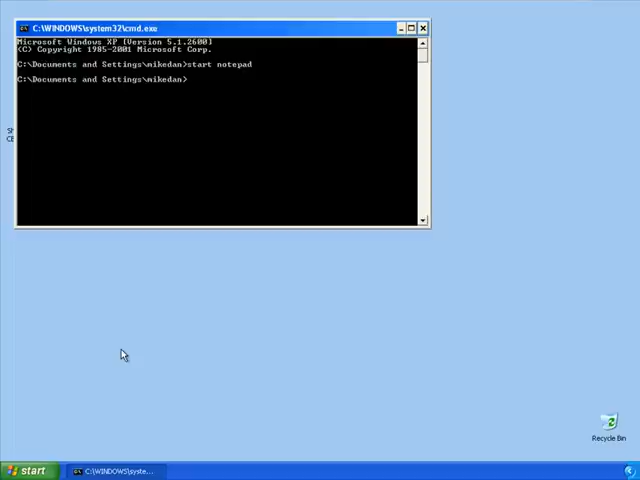 C:\WINDOWS\system32\cmd.exe
Microsoft Windows XP [Version 5.1.2600]
(C) Copyright 1985-2001 Microsoft Corp.
C:\Documents and Settings\mikedan>start notepad
C:\Documents and Settings\mikedan>
Recycle Bin
start
C:\WINDOWS\syste...